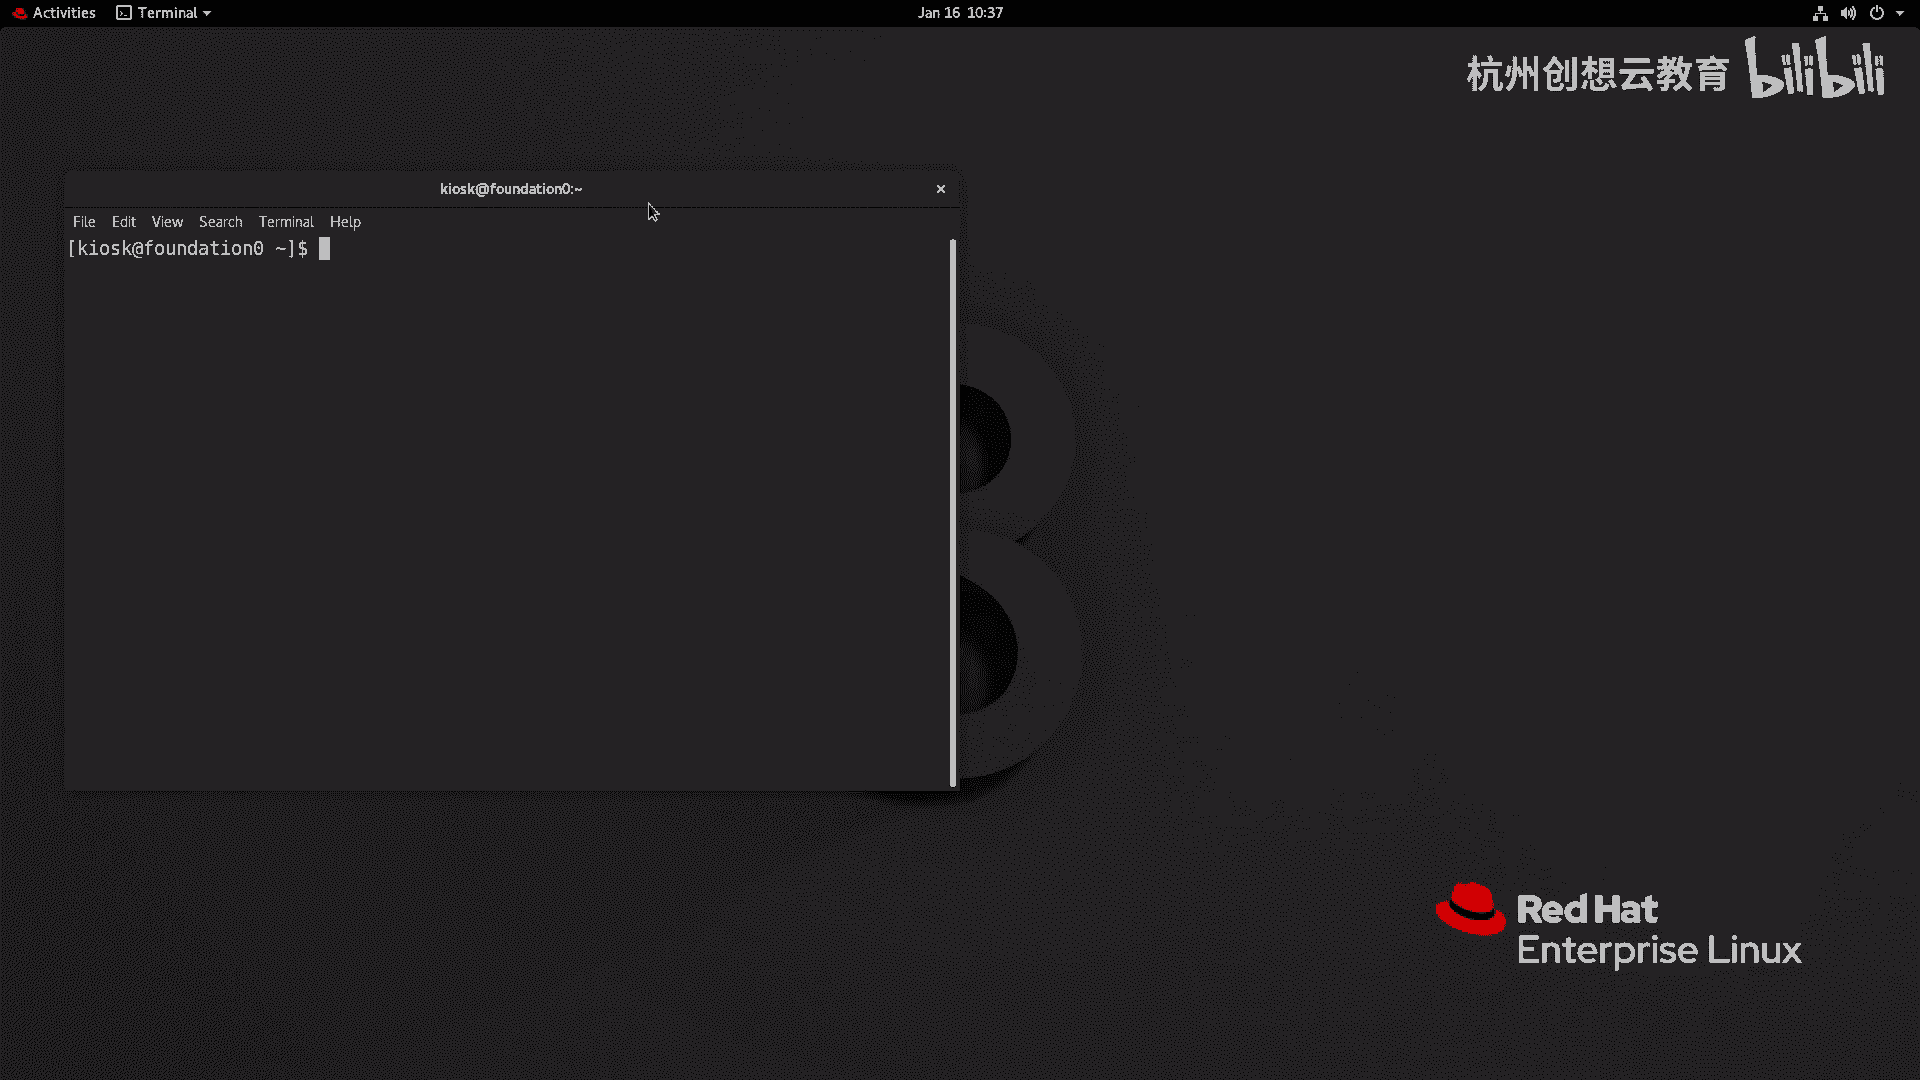 Activities Terminal Jan 16 10:37
杭州创想云教育 bilibili
kiosk@foundation0:~ ×
File Edit View Search Terminal Help
[kiosk@foundation0 ~]$
Red Hat
Enterprise Linux